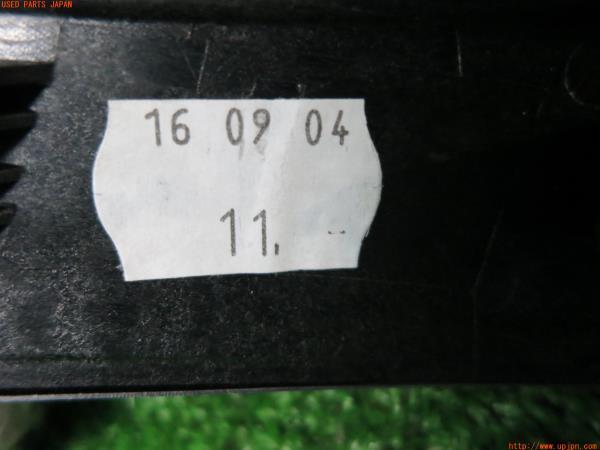 USED PARTS JAPAN
16 09 04
11.
http://www.upjpn.com/